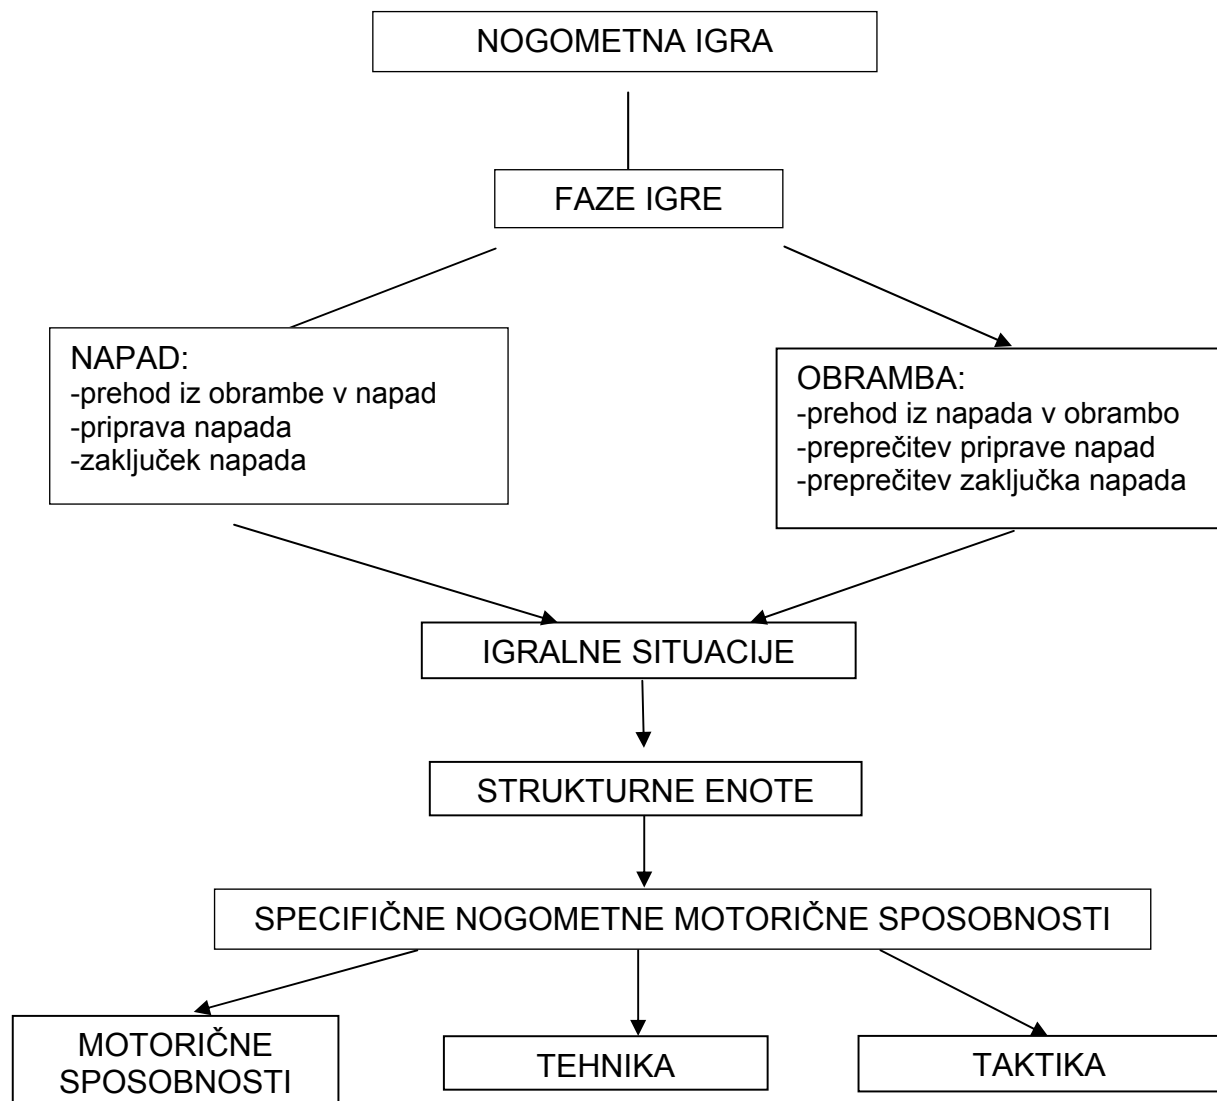 NOGOMETNA IGRA
FAZE IGRE
NAPAD:
-prehod iz obrambe v napad
-priprava napada
-zaključek napada
OBRAMBA:
-prehod iz napada v obrambo
-preprečitev priprave napad
-preprečitev zaključka napada
IGRALNE SITUACIJE
STRUKTURNE ENOTE
SPECIFIČNE NOGOMETNE MOTORIČNE SPOSOBNOSTI
MOTORIČNE
SPOSOBNOSTI
TEHNIKA
TAKTIKA